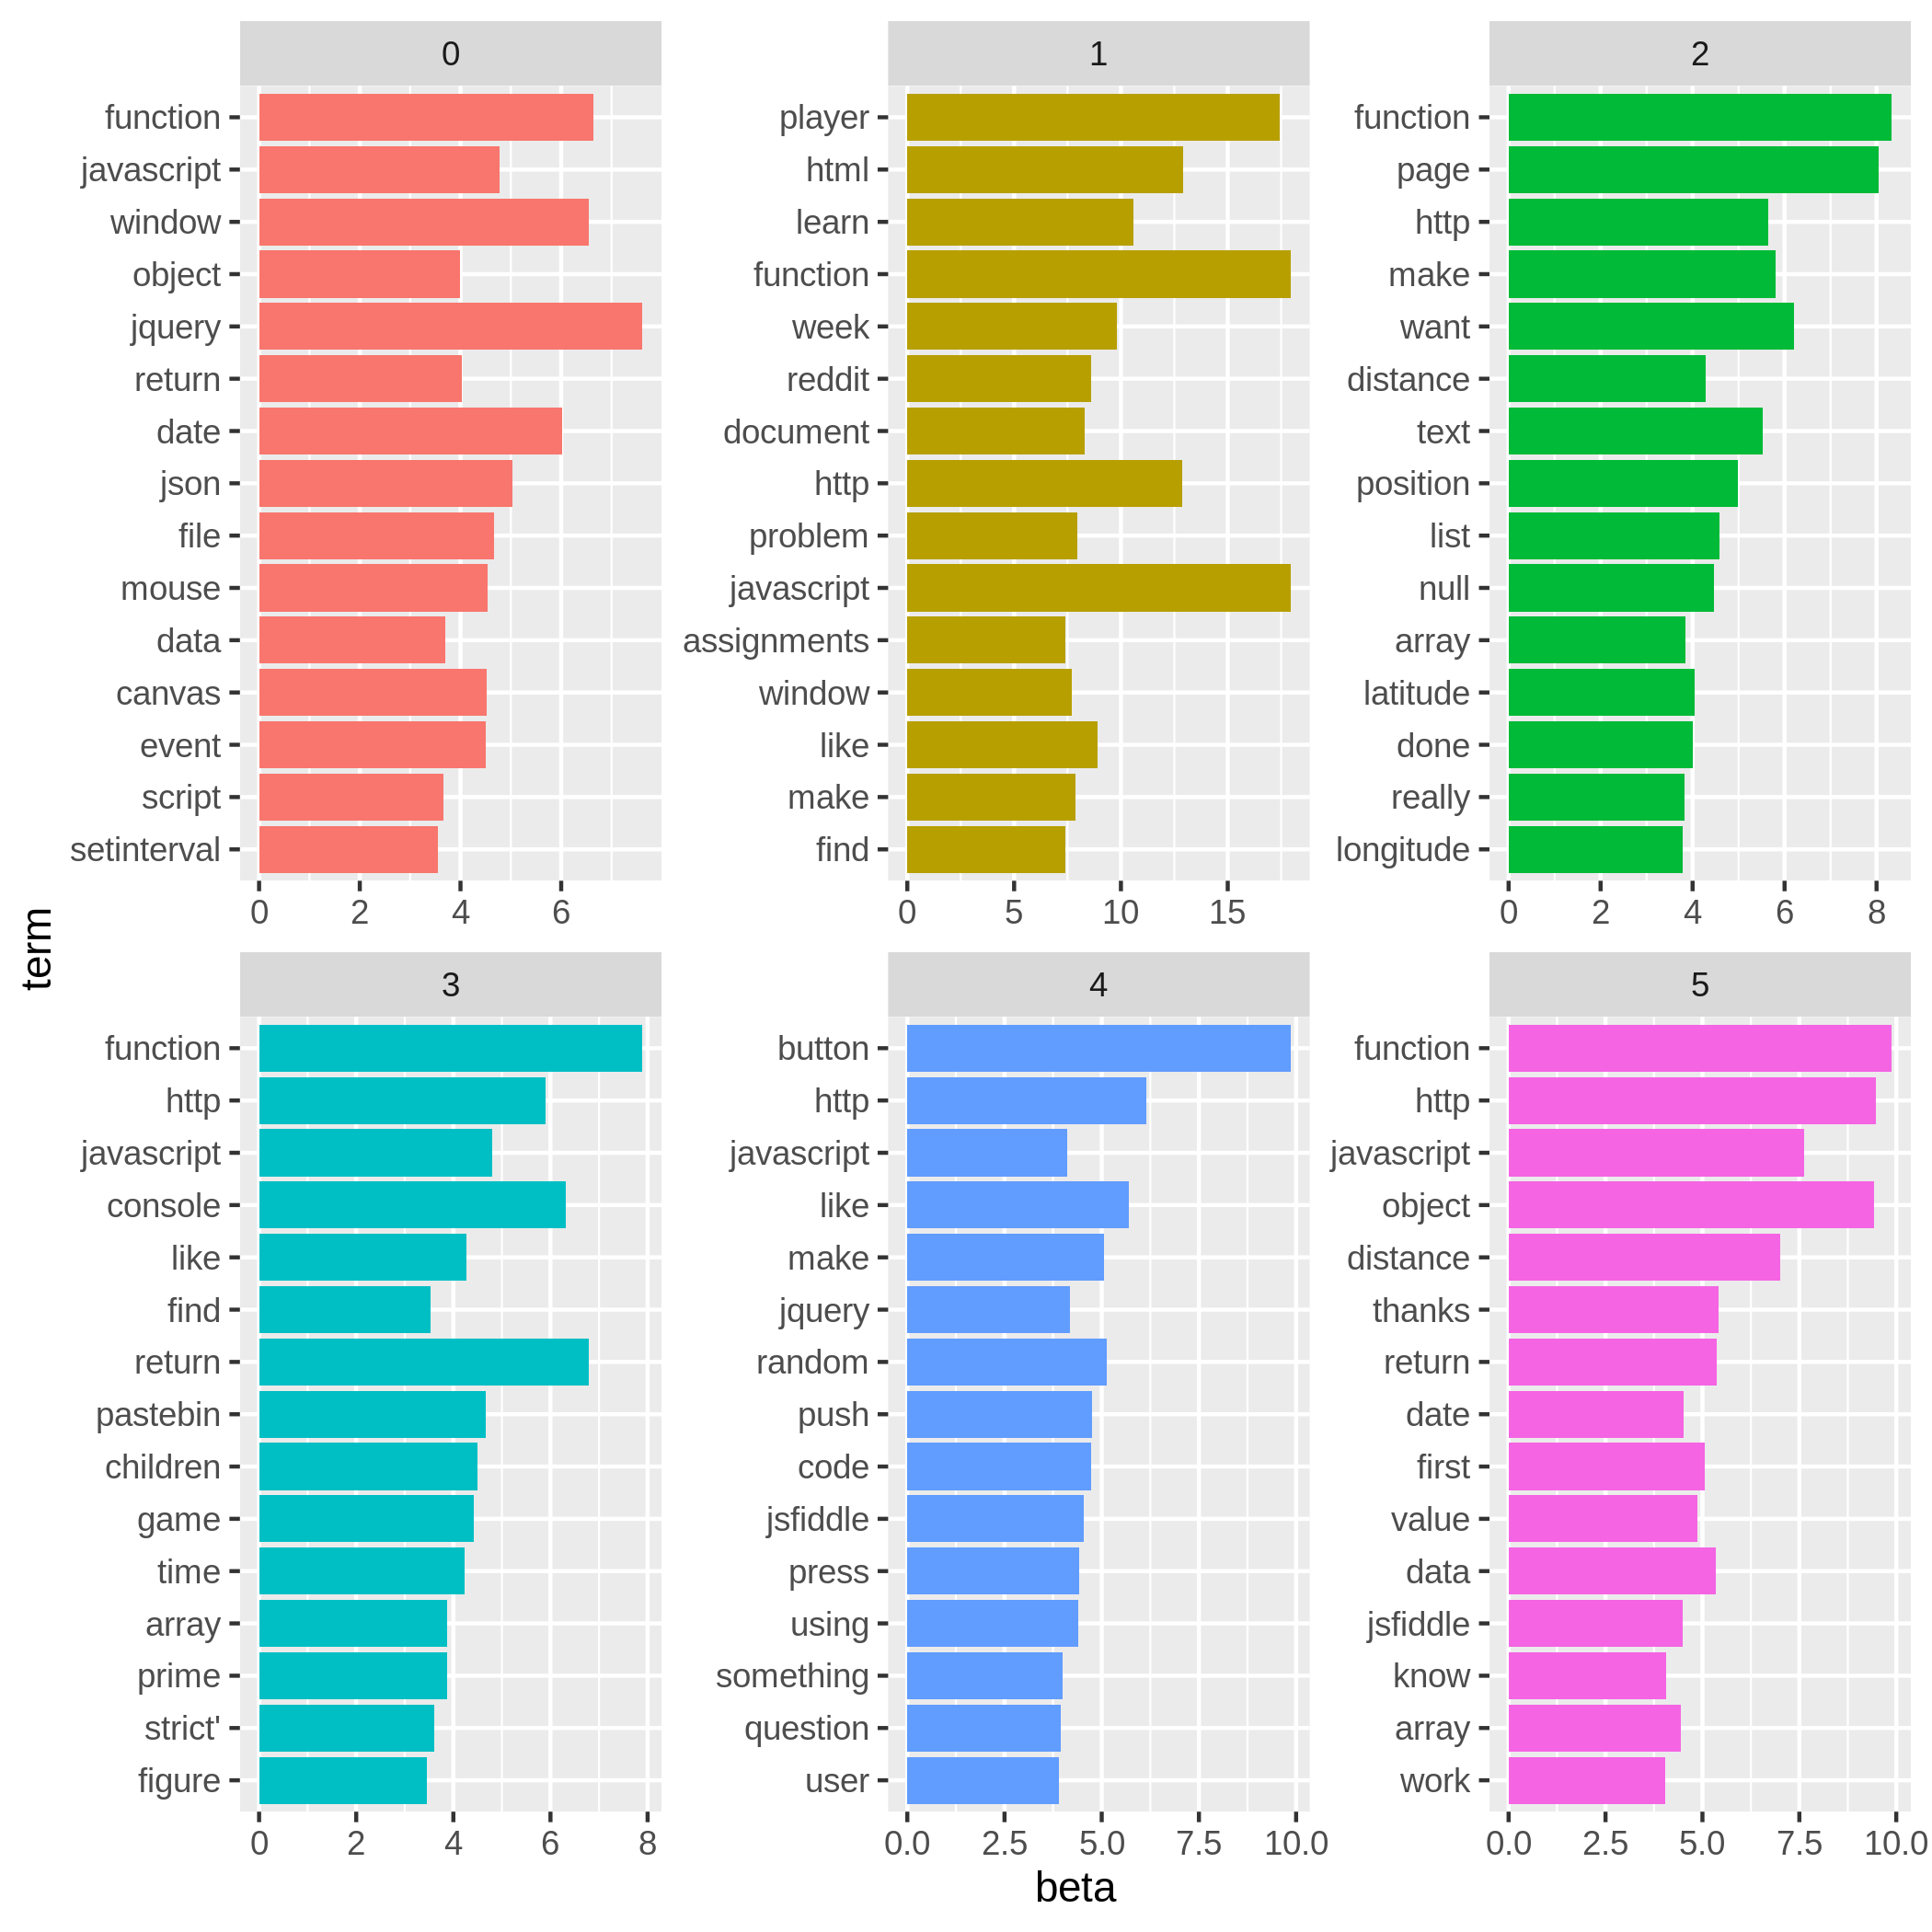 0
function
javascript
window
object
jquery
return
date
json
file
mouse
data
canvas
event
script
setinterval
0 2 4 6
1
player
html
learn
function
week
reddit
document
http
problem
javascript
assignments
window
like
make
find
0 5 10 15
2
function
page
http
make
want
distance
text
position
list
null
array
latitude
done
really
longitude
0 2 4 6 8
term
3
function
http
javascript
console
like
find
return
pastebin
children
game
time
array
prime
strict'
figure
0 2 4 6 8
4
button
http
javascript
like
make
jquery
random
push
code
jsfiddle
press
using
something
question
user
0.0 2.5 5.0 7.5 10.0
5
function
http
javascript
object
distance
thanks
return
date
first
value
data
jsfiddle
know
array
work
0.0 2.5 5.0 7.5 10.0
beta